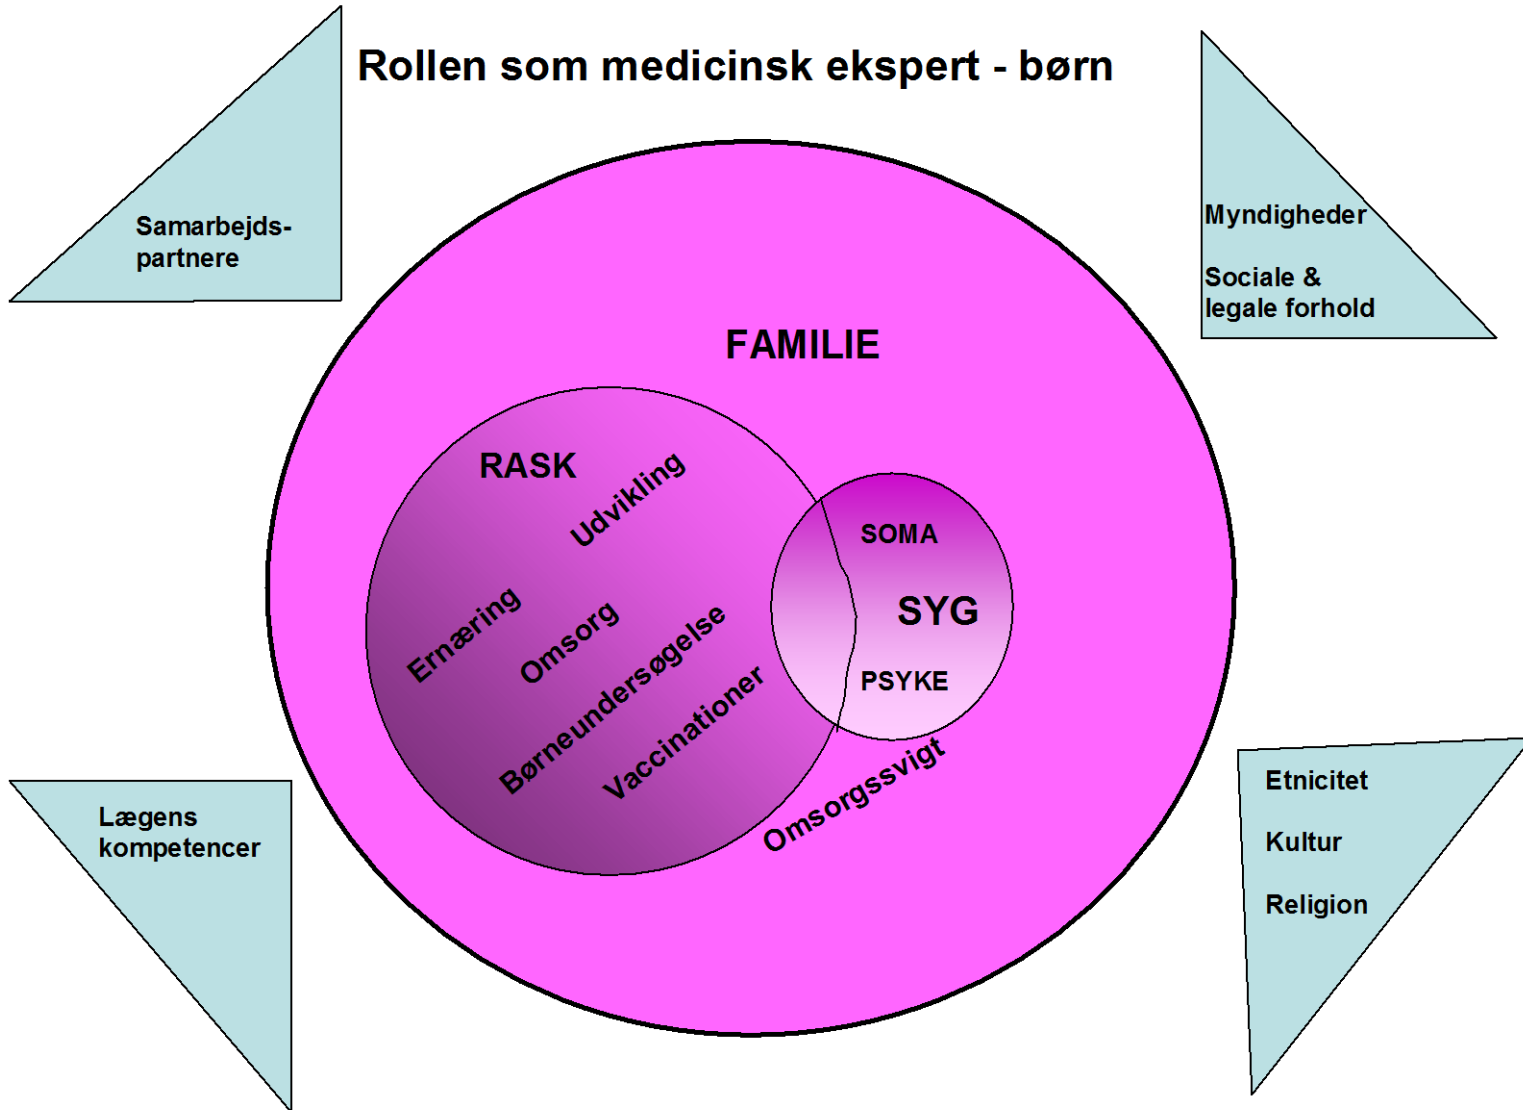 Rollen som medicinsk ekspert - børn
Samarbejds-
partnere
Myndigheder
Sociale &
legale forhold
FAMILIE
RASK
Udvikling
Ernæring
Omsorg
Børneundersøgelse
Vaccinationer
SOMA
SYG
PSYKE
Omsorgssvigt
Lægens
kompetencer
Etnicitet
Kultur
Religion